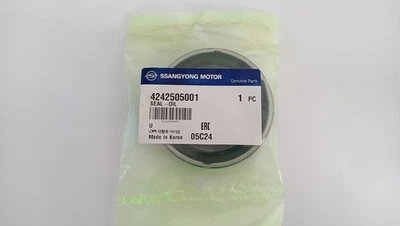 SSANGYONG MOTOR
Genuine Parts
4242505001 1 PC
SEAL-OIL
U EAC
Made in Korea 05C24